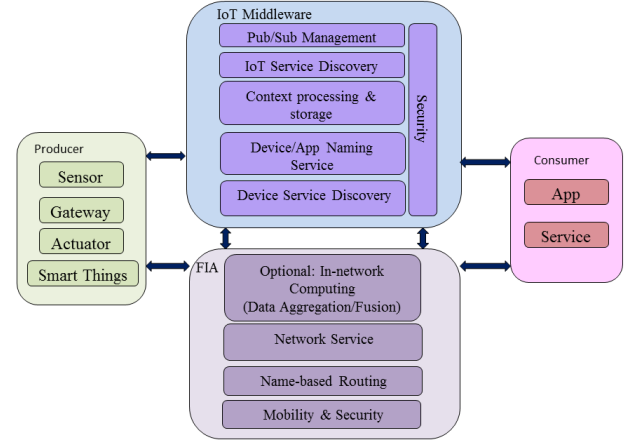 IoT Middleware
Pub/Sub Management
IoT Service Discovery
Context processing &
storage
Device/App Naming
Service
Device Service Discovery
Security
Producer
Sensor
Gateway
Actuator
Smart Things
Consumer
App
Service
FIA
Optional: In-network
Computing
(Data Aggregation/Fusion)
Network Service
Name-based Routing
Mobility & Security